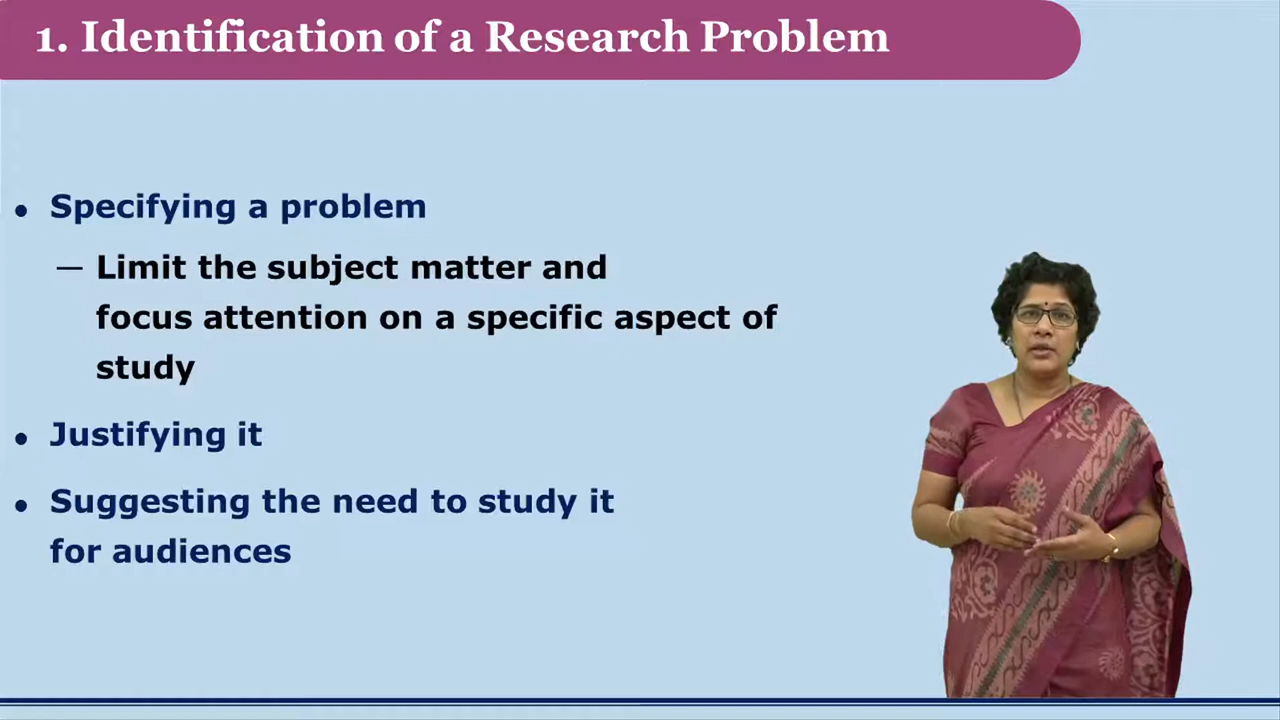 1. Identification of a Research Problem
• Specifying a problem
— Limit the subject matter and
focus attention on a specific aspect of
study
• Justifying it
• Suggesting the need to study it
for audiences